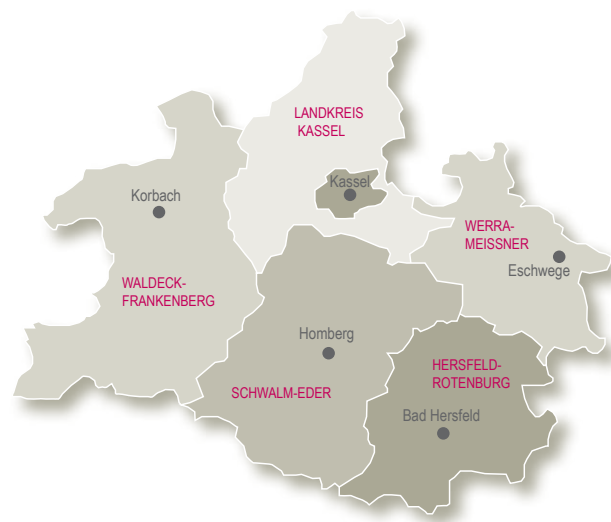 LANDKREIS
KASSEL
Kassel
Korbach
WERRA-
MEISSNER
Eschwege
WALDECK-
FRANKENBERG
Homberg
HERSFELD-
ROTENBURG
SCHWALM-EDER
Bad Hersfeld